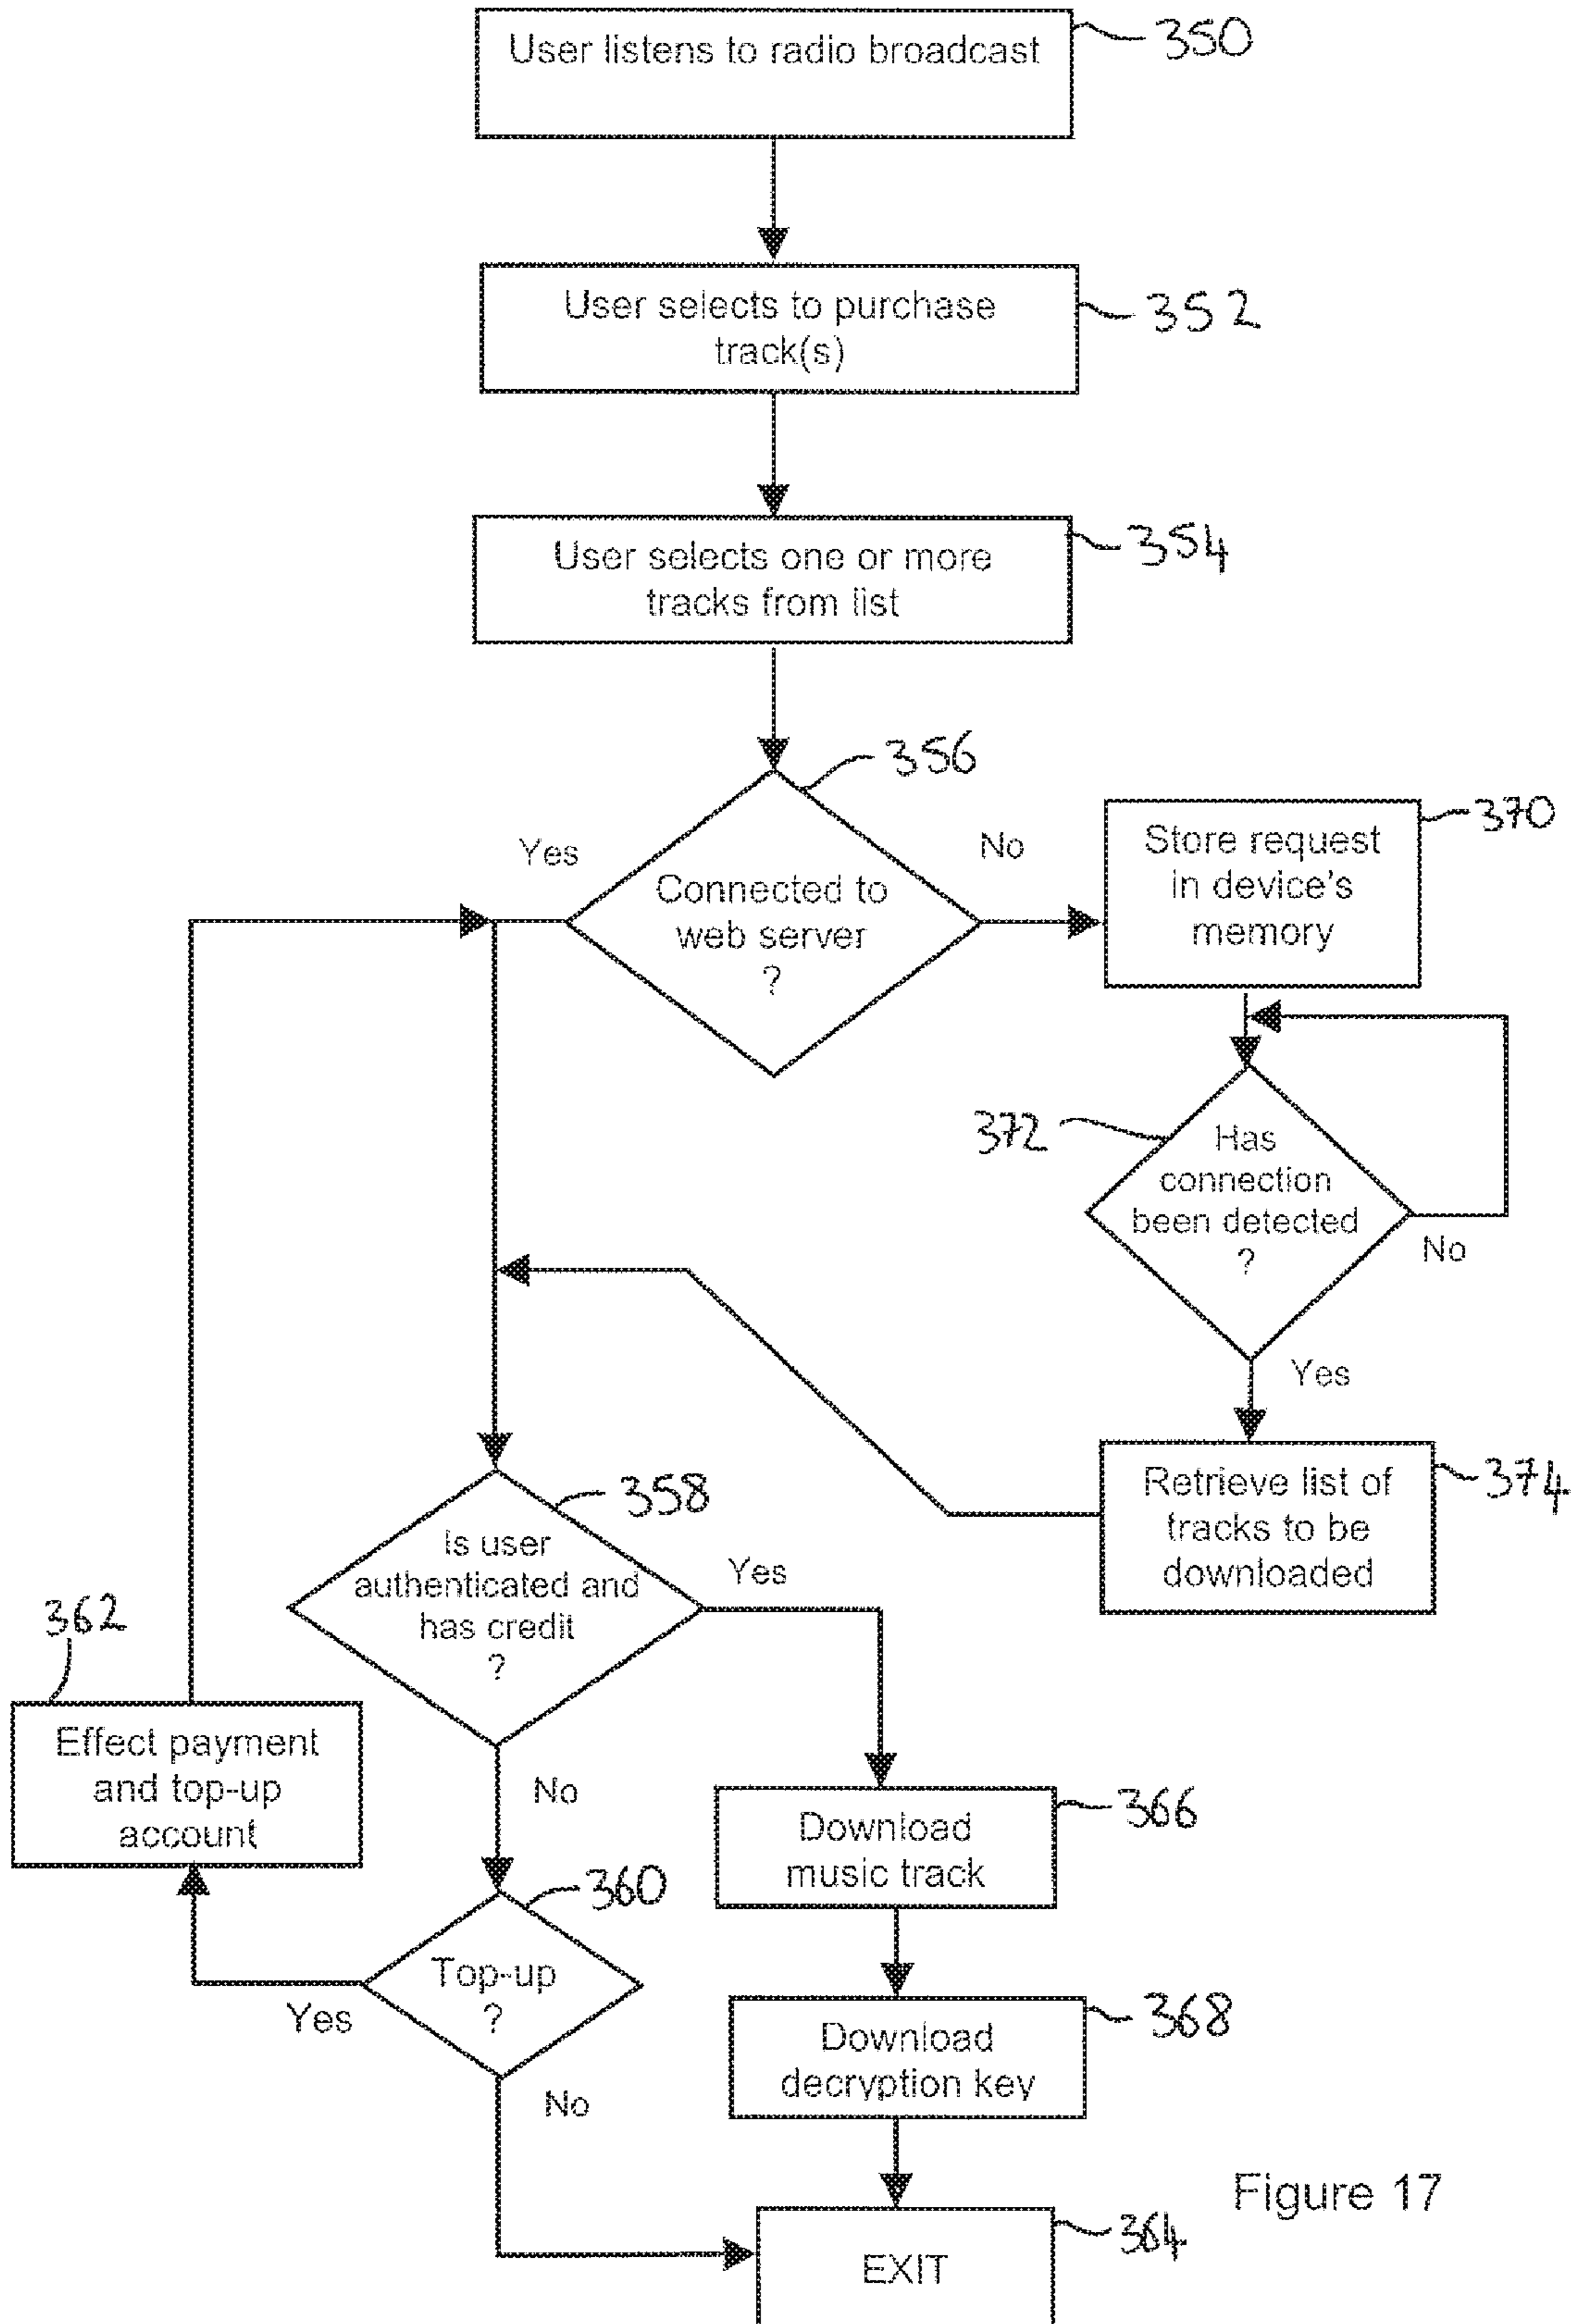 User listens to radio broadcast
350
User selects to purchase
track(s)
352
User selects one or more
tracks from list
354
356
Yes
No
Connected to
web server
?
Store request
in device's
memory
370
372
Has
connection
been detected
?
No
Yes
Retrieve list of
tracks to be
downloaded
374
358
Is user
authenticated and
has credit
?
Yes
No
362
Effect payment
and top-up
account
360
Top-up
?
Yes
No
Download
music track
366
Download
decryption key
368
EXIT
364
Figure 17